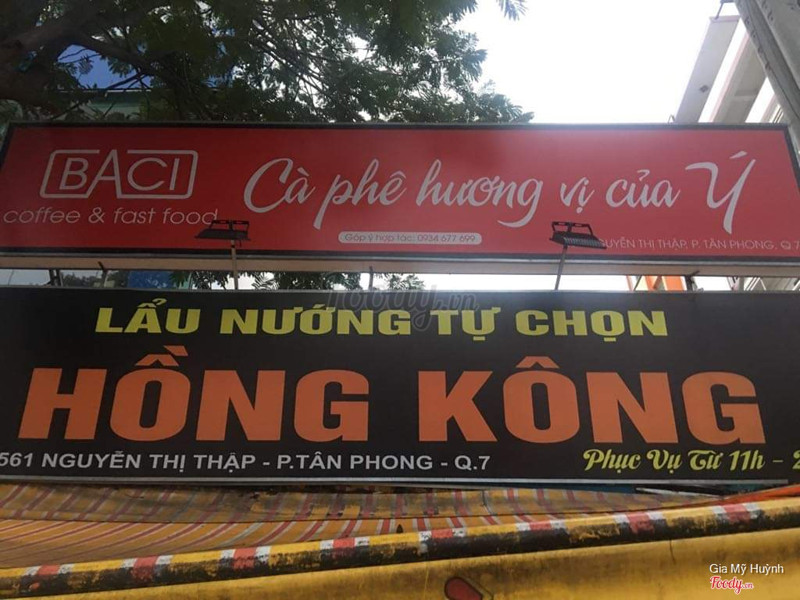 BACI
coffee & fast food
Cà phê hương vị của Ý
Góp ý hợp tác: 0934 677 699
THỊ THẬP, P. TÂN PHONG, Q.7
Foody.vn
LẨU NƯỚNG TỰ CHỌN
HỒNG KÔNG
561 NGUYỄN THỊ THẬP - P.TÂN PHONG - Q.7
Phục Vụ Từ 11h -
Gia Mỹ Huỳnh
Foody.vn